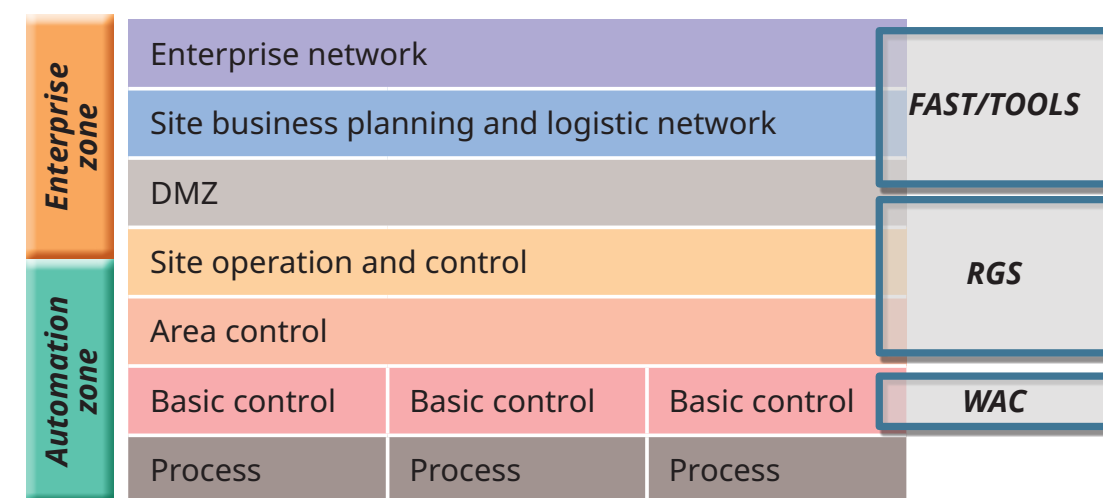 Enterprise
zone
Automation
zone
Enterprise network
Site business planning and logistic network
DMZ
Site operation and control
Area control
Basic control Basic control Basic control
Process Process Process
FAST/TOOLS
RGS
WAC